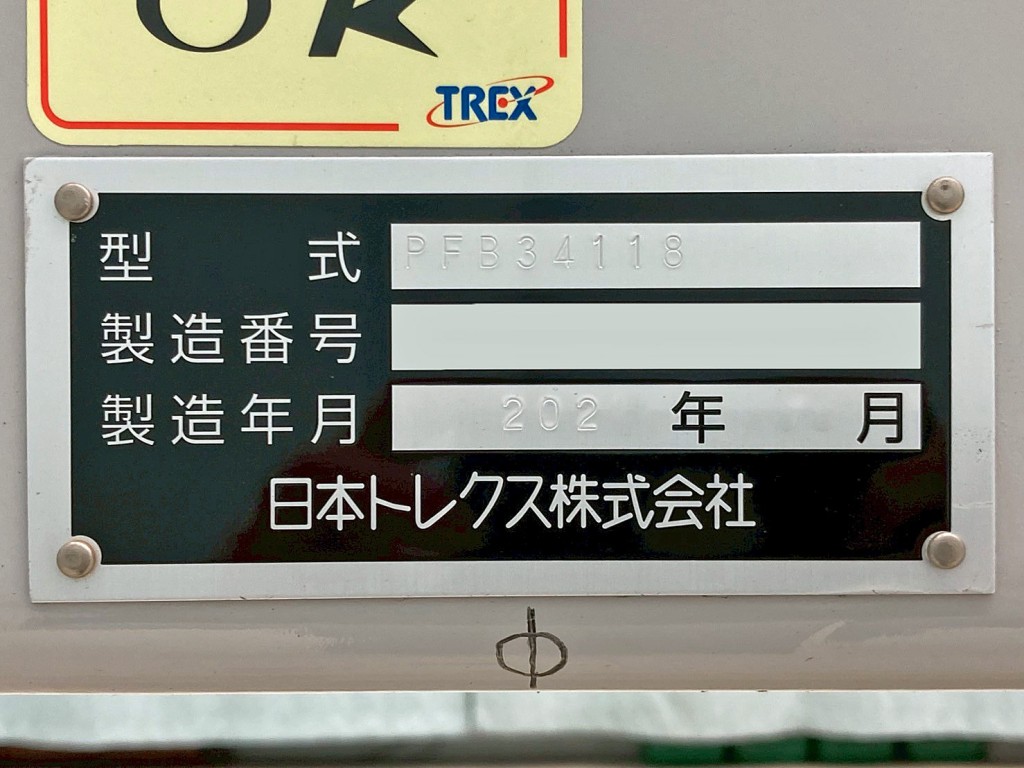 OK
TREX
型式 PFB34118
製造番号
製造年月 202 年 月
日本トレクス株式会社